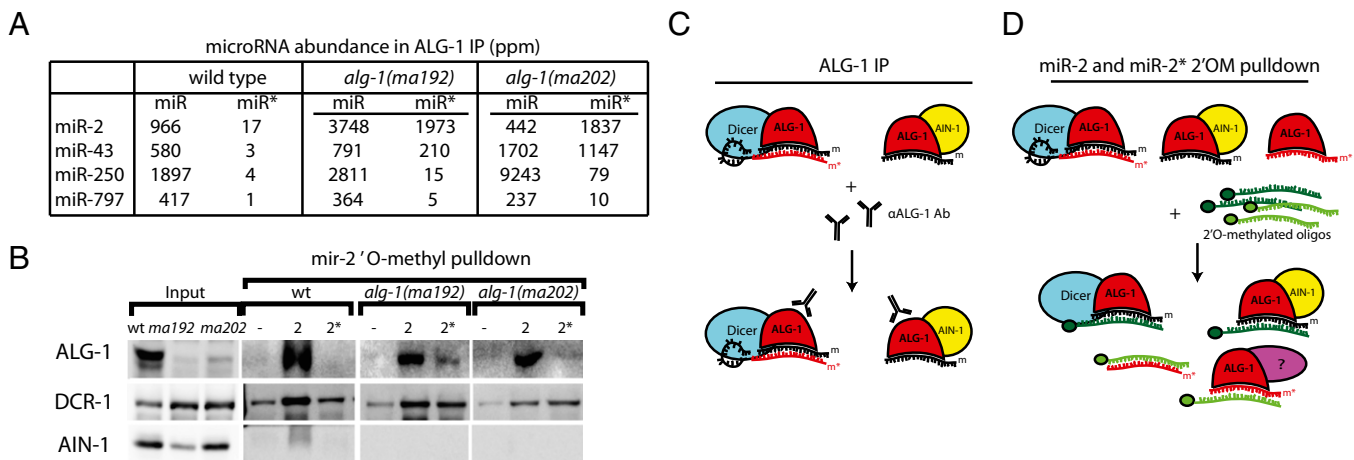 A
microRNA abundance in ALG-1 IP (ppm)
wild type alg-1(ma192) alg-1(ma202)
miR miR* miR miR* miR miR*
miR-2 966 17 3748 1973 442 1837
miR-43 580 3 791 210 1702 1147
miR-250 1897 4 2811 15 9243 79
miR-797 417 1 364 5 237 10
B
mir-2 'O-methyl pulldown
Input wt alg-1(ma192) alg-1(ma202)
wt ma192 ma202 - 2 2* - 2 2* - 2 2*
ALG-1
DCR-1
AIN-1
C
ALG-1 IP
Dicer ALG-1 m m*
ALG-1 AIN-1 m
+
αALG-1 Ab
Dicer ALG-1 m m*
ALG-1 AIN-1 m
D
miR-2 and miR-2* 2'OM pulldown
Dicer ALG-1 m m*
ALG-1 AIN-1 m
ALG-1 m*
+
2'O-methylated oligos
Dicer ALG-1 m
ALG-1 AIN-1 m
m*
ALG-1 ? m*